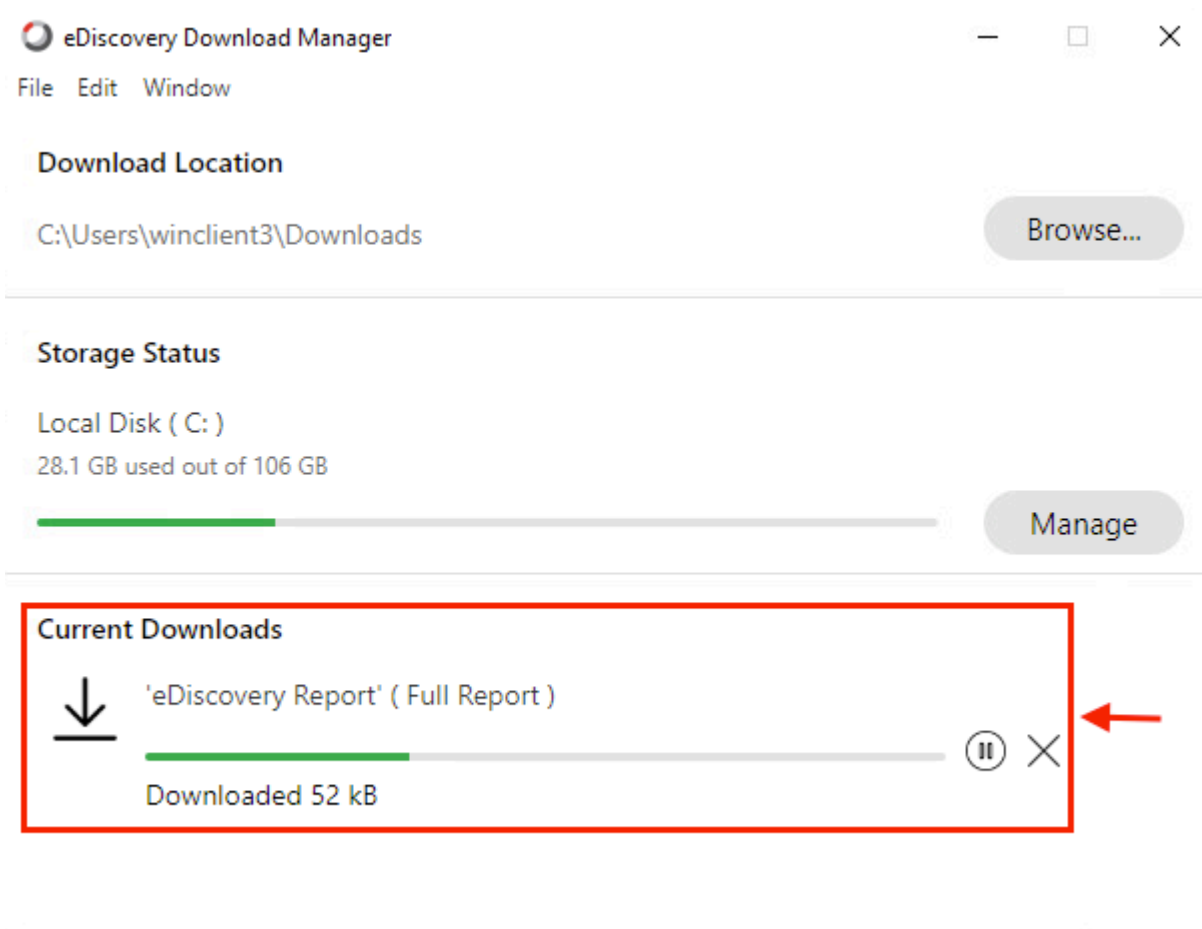 eDiscovery Download Manager
File Edit Window
Download Location
C:\Users\winclient3\Downloads
Browse...
Storage Status
Local Disk ( C: )
28.1 GB used out of 106 GB
Manage
Current Downloads
'eDiscovery Report' ( Full Report )
Downloaded 52 kB